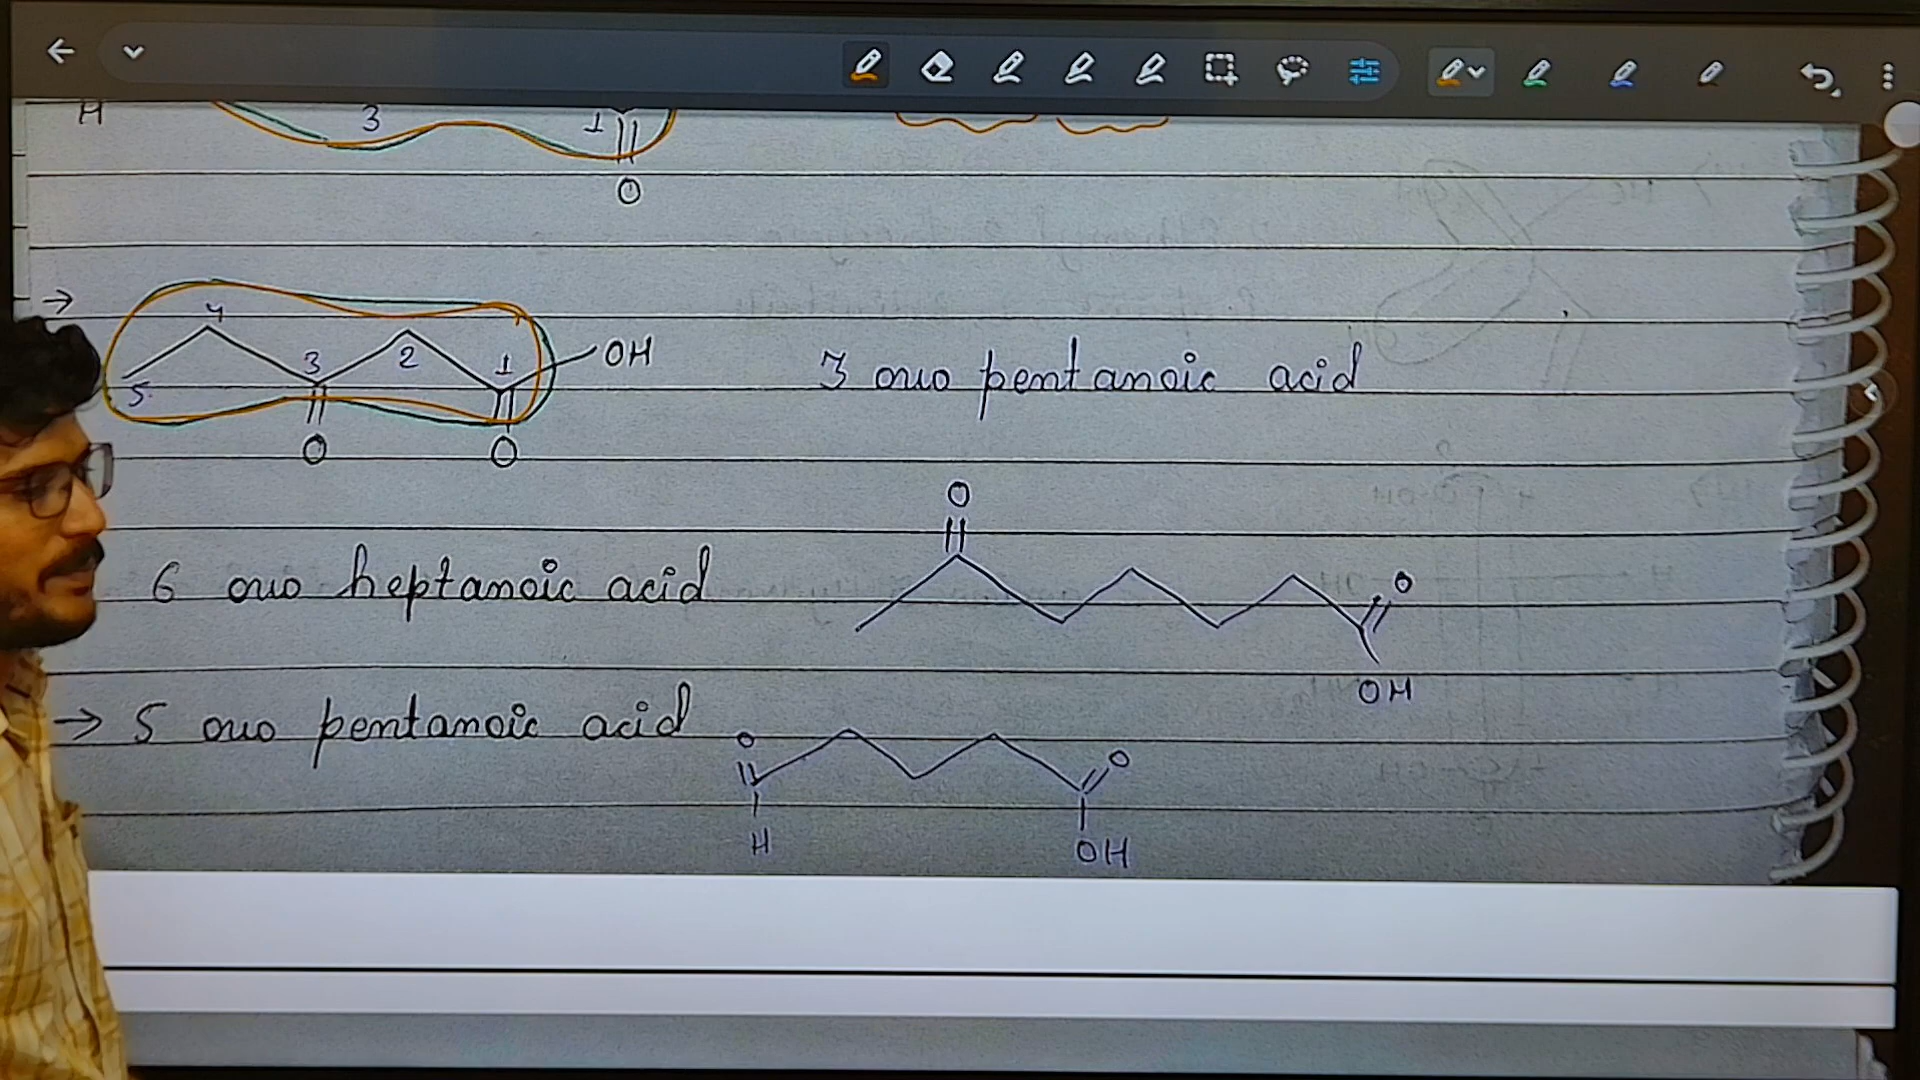 H 3 1
O
→ 4
5 3 2 1 OH
O O
3 oxo pentanoic acid
O
6 oxo heptanoic acid
O
OH
→ 5 oxo pentanoic acid
O O
H OH